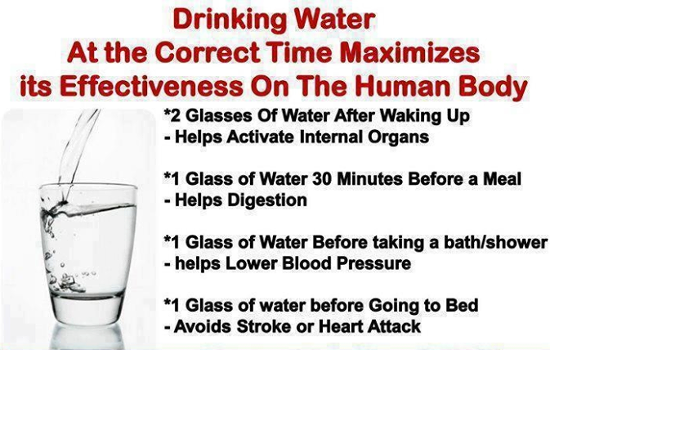 Drinking Water
At the Correct Time Maximizes
its Effectiveness On The Human Body
*2 Glasses Of Water After Waking Up
- Helps Activate Internal Organs
*1 Glass of Water 30 Minutes Before a Meal
- Helps Digestion
*1 Glass of Water Before taking a bath/shower
- helps Lower Blood Pressure
*1 Glass of water before Going to Bed
- Avoids Stroke or Heart Attack